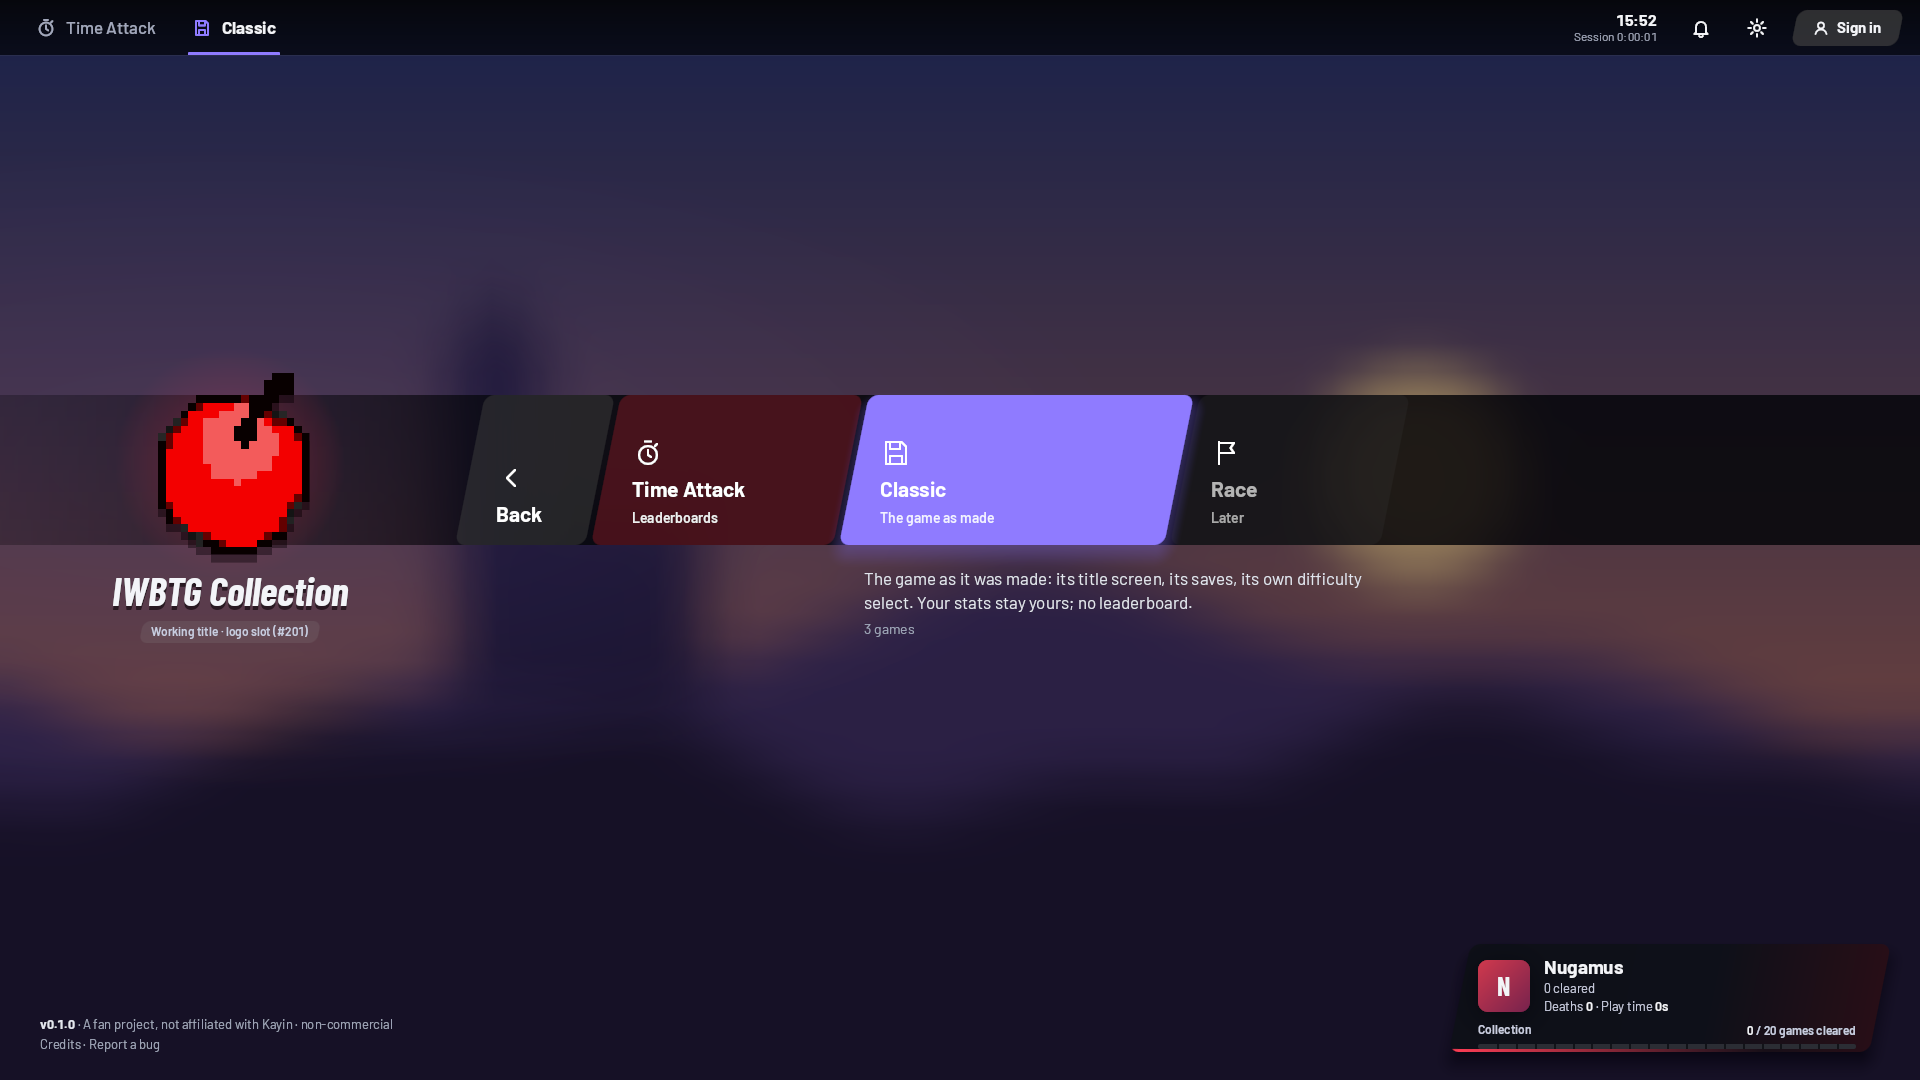 Time Attack
Classic
15:52
Session 0:00:01
Sign in
Back
Time Attack
Leaderboards
Classic
The game as made
Race
Later
The game as it was made: its title screen, its saves, its own difficulty
select. Your stats stay yours; no leaderboard.
3 games
IWBTG Collection
Working title · logo slot (#201)
N
Nugamus
0 cleared
Deaths 0 · Play time 0s
Collection
0 / 20 games cleared
v0.1.0 · A fan project, not affiliated with Kayin · non-commercial
Credits · Report a bug